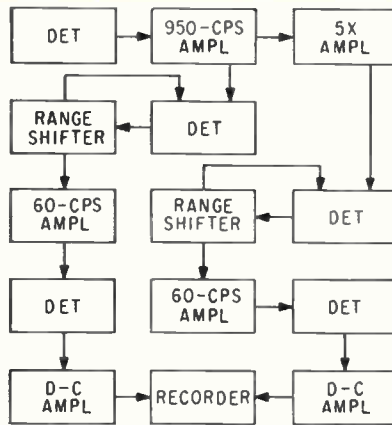 DET
950-CPS
AMPL
5X
AMPL
RANGE
SHIFTER
DET
60-CPS
AMPL
RANGE
SHIFTER
DET
DET
60-CPS
AMPL
DET
D-C
AMPL
RECORDER
D-C
AMPL